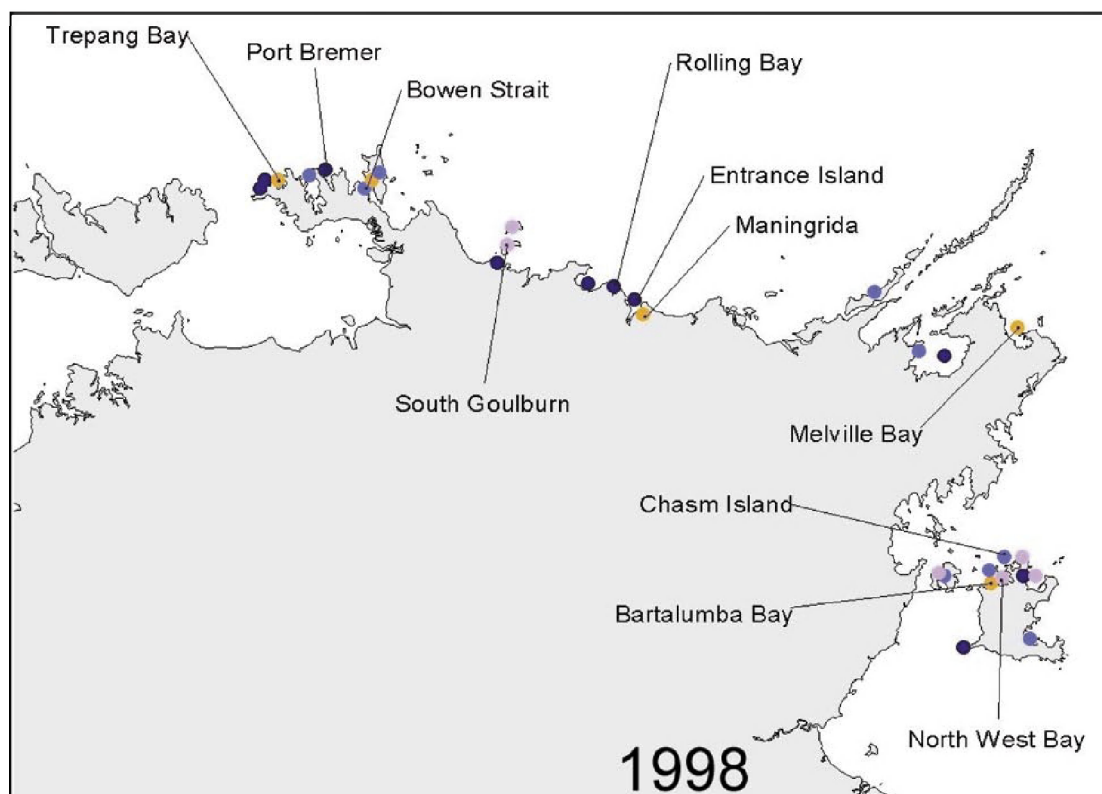 Trepang Bay
Port Bremer
Bowen Strait
Rolling Bay
Entrance Island
Maningrida
South Goulburn
Melville Bay
Chasm Island
Bartalumba Bay
North West Bay
1998